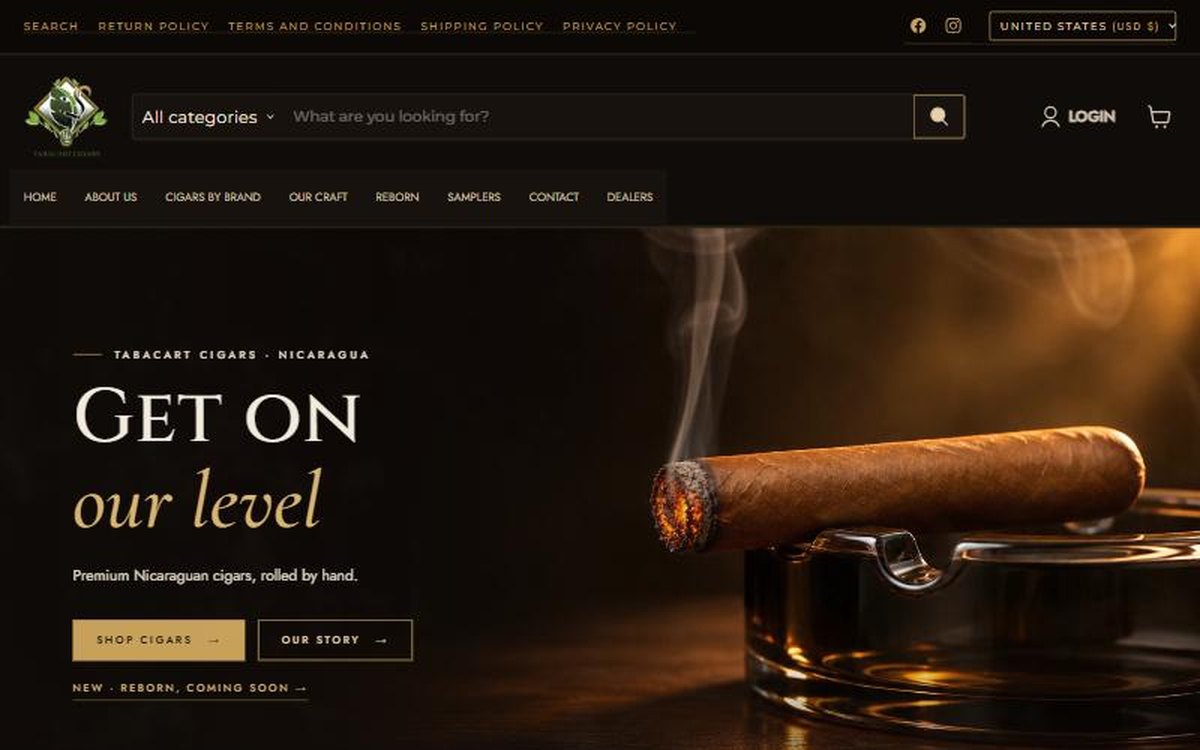 SEARCH RETURN POLICY TERMS AND CONDITIONS SHIPPING POLICY PRIVACY POLICY UNITED STATES (USD $)
TABACART CIGARS
All categories What are you looking for? LOGIN
HOME ABOUT US CIGARS BY BRAND OUR CRAFT REBORN SAMPLERS CONTACT DEALERS
TABACART CIGARS · NICARAGUA
GET ON
our level
Premium Nicaraguan cigars, rolled by hand.
SHOP CIGARS → OUR STORY →
NEW · REBORN, COMING SOON →